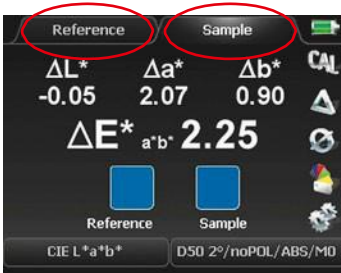 Reference Sample
ΔL* Δa* Δb* CAL
-0.05 2.07 0.90
ΔE* a*b* 2.25
Reference Sample
CIE L*a*b* D50 2°/noPOL/ABS/M0